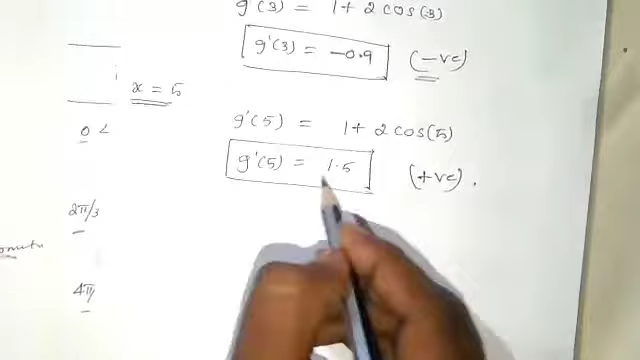 g'(3) = 1 + 2 cos(3)
g'(3) = -0.9 (-ve)
x = 5
0 <
g'(5) = 1 + 2 cos(5)
g'(5) = 1.5 (+ve).
2π/3
4π/